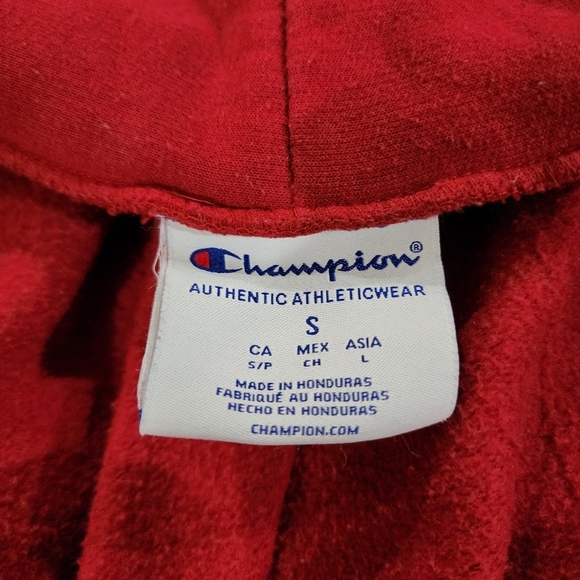 Champion®
AUTHENTIC ATHLETICWEAR
S
CA MEX ASIA
S/P CH L
MADE IN HONDURAS
FABRIQUÉ AU HONDURAS
HECHO EN HONDURAS
CHAMPION.COM